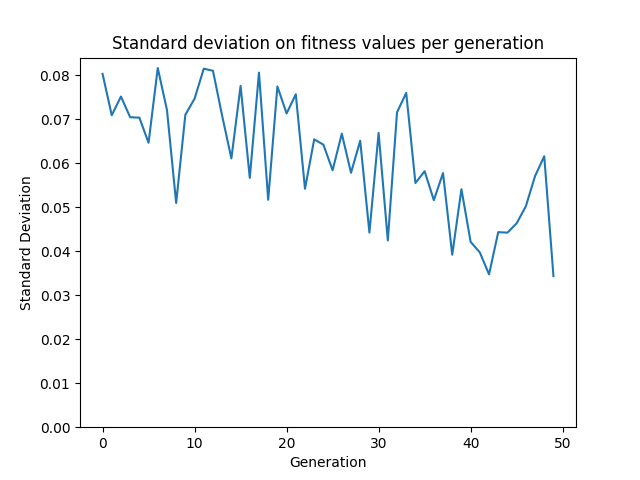 Standard deviation on fitness values per generation
0.08
0.07
0.06
0.05
0.04
0.03
0.02
0.01
0.00
Standard Deviation
0 10 20 30 40 50
Generation